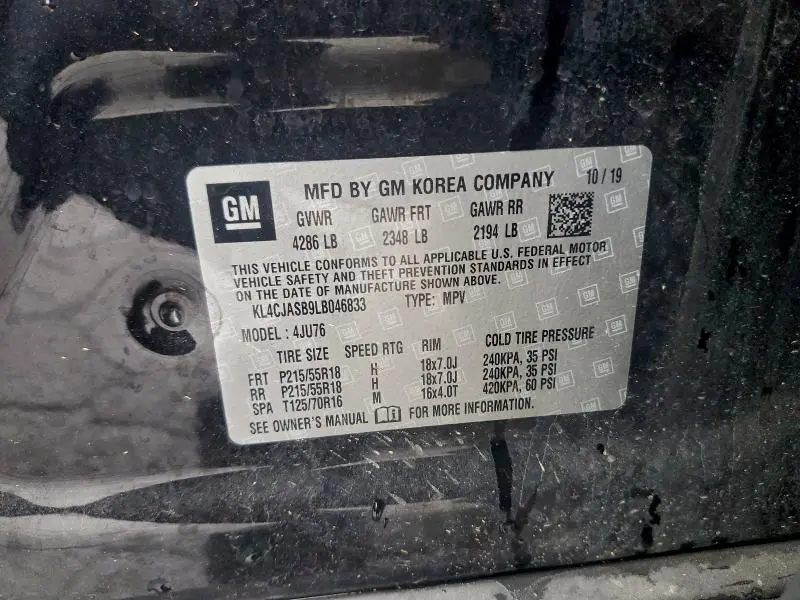 GM
MFD BY GM KOREA COMPANY 10 / 19
GVWR GAWR FRT GAWR RR
4286 LB 2348 LB 2194 LB
THIS VEHICLE CONFORMS TO ALL APPLICABLE U.S. FEDERAL MOTOR
VEHICLE SAFETY AND THEFT PREVENTION STANDARDS IN EFFECT
ON THE DATE OF MANUFACTURE SHOWN ABOVE.
KL4CJASB9LB046833 TYPE: MPV
MODEL : 4JU76
TIRE SIZE SPEED RTG RIM COLD TIRE PRESSURE
FRT P215/55R18 H 18x7.0J 240KPA, 35 PSI
RR P215/55R18 H 18x7.0J 240KPA, 35 PSI
SPA T125/70R16 M 16x4.0T 420KPA, 60 PSI
SEE OWNER'S MANUAL FOR MORE INFORMATION.